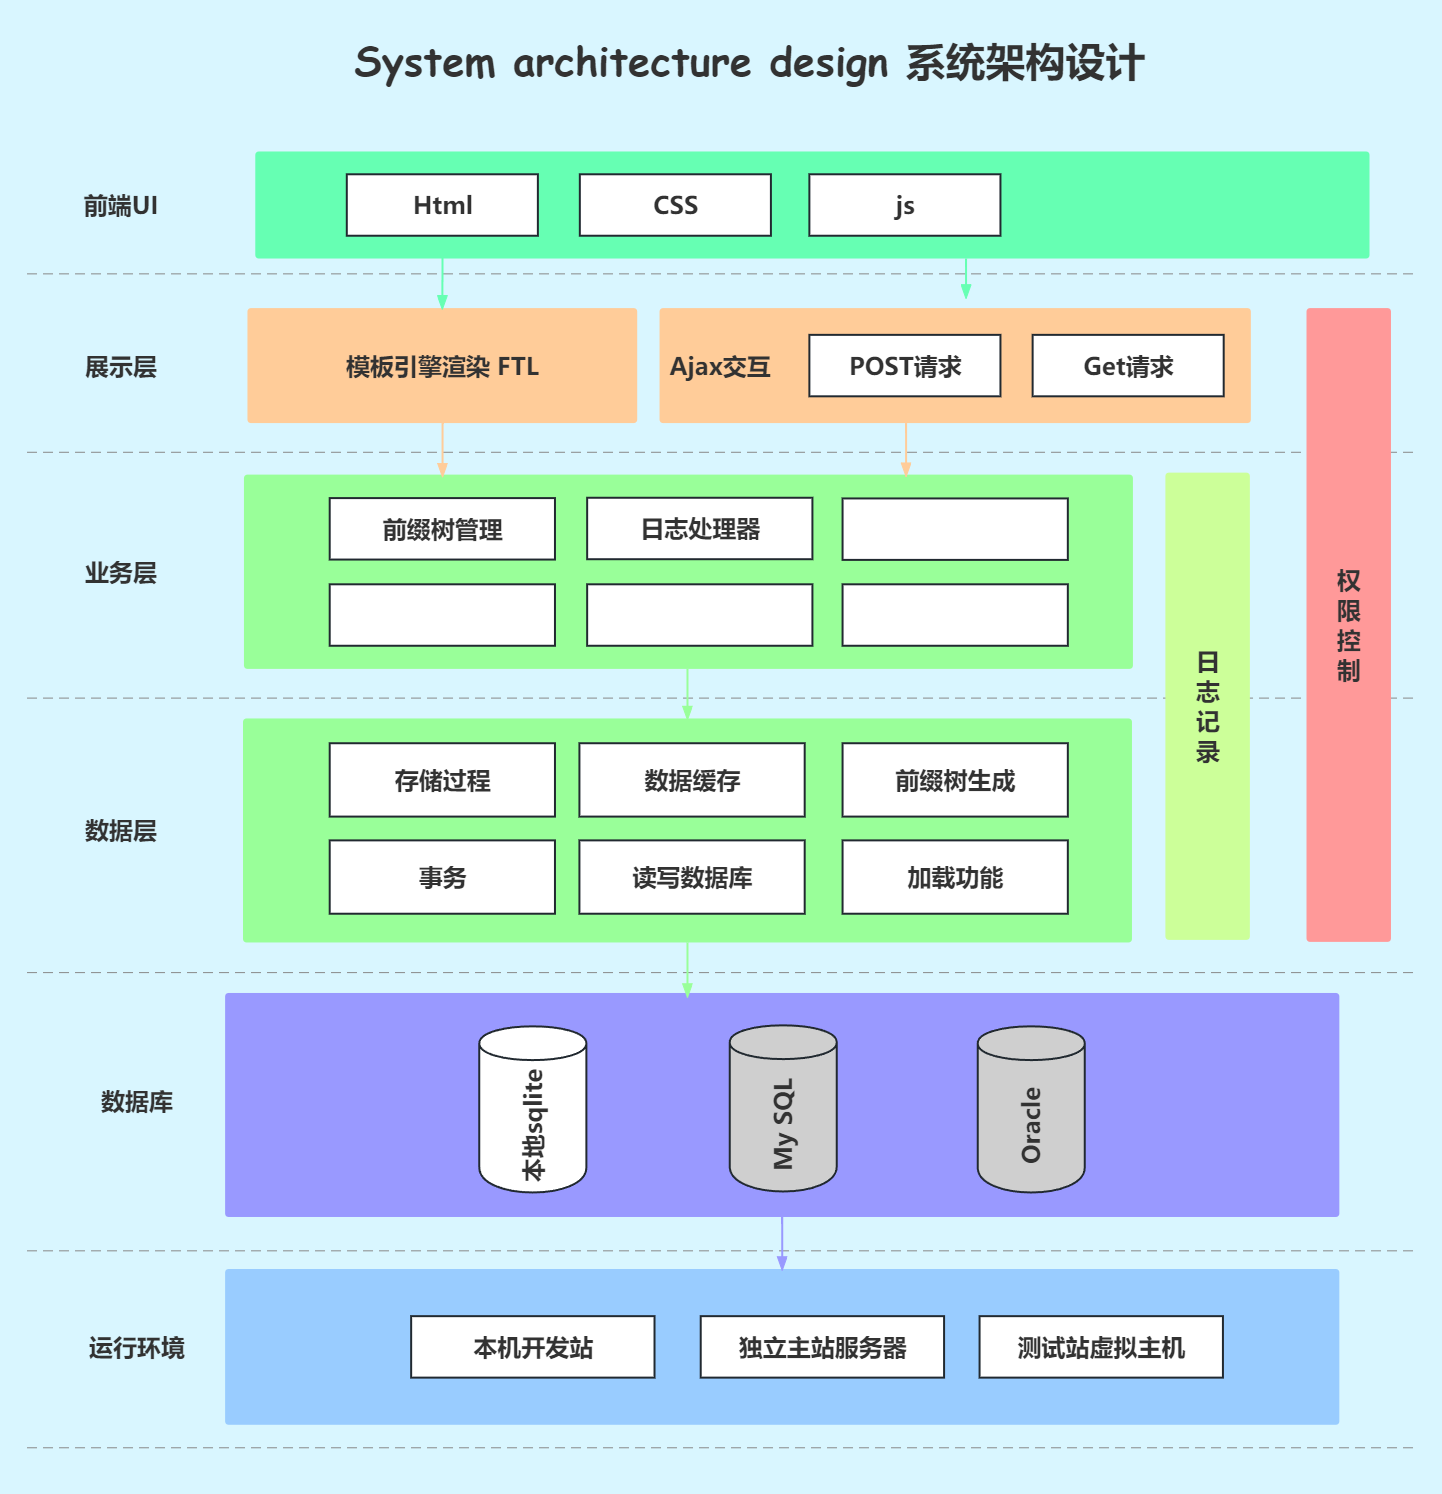 System architecture design 系统架构设计
前端UI
Html
CSS
js
展示层
模板引擎渲染 FTL
Ajax交互
POST请求
Get请求
业务层
前缀树管理
日志处理器
日志记录
权限控制
数据层
存储过程
数据缓存
前缀树生成
事务
读写数据库
加载功能
数据库
本地sqlite
My SQL
Oracle
运行环境
本机开发站
独立主站服务器
测试站虚拟主机